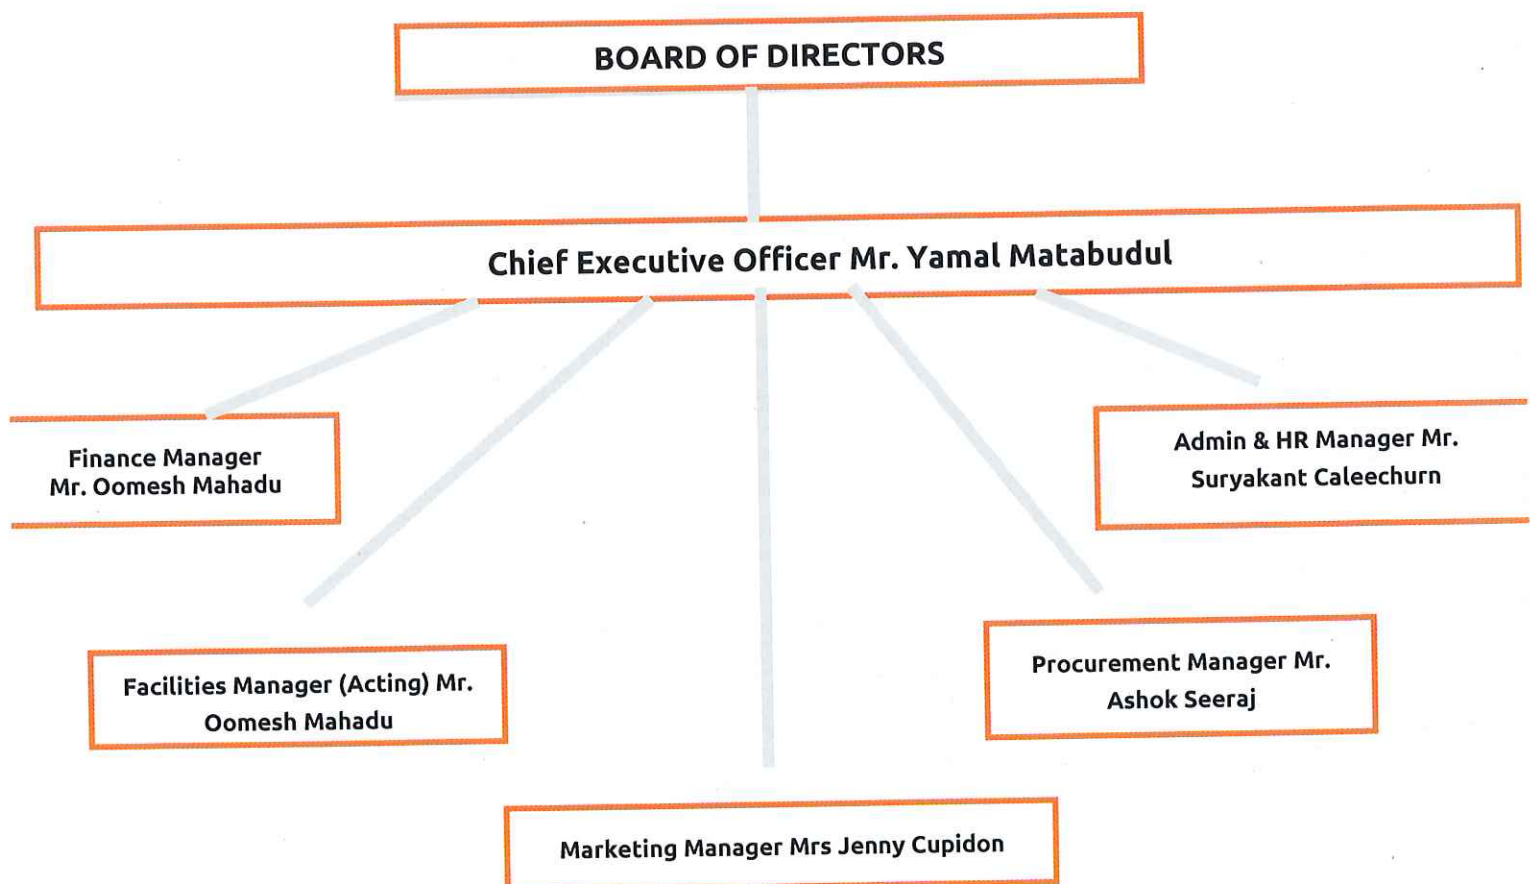 BOARD OF DIRECTORS
Chief Executive Officer Mr. Yamal Matabudul
Finance Manager
Mr. Oomesh Mahadu
Admin & HR Manager Mr.
Suryakant Caleechurn
Facilities Manager (Acting) Mr.
Oomesh Mahadu
Procurement Manager Mr.
Ashok Seeraj
Marketing Manager Mrs Jenny Cupidon